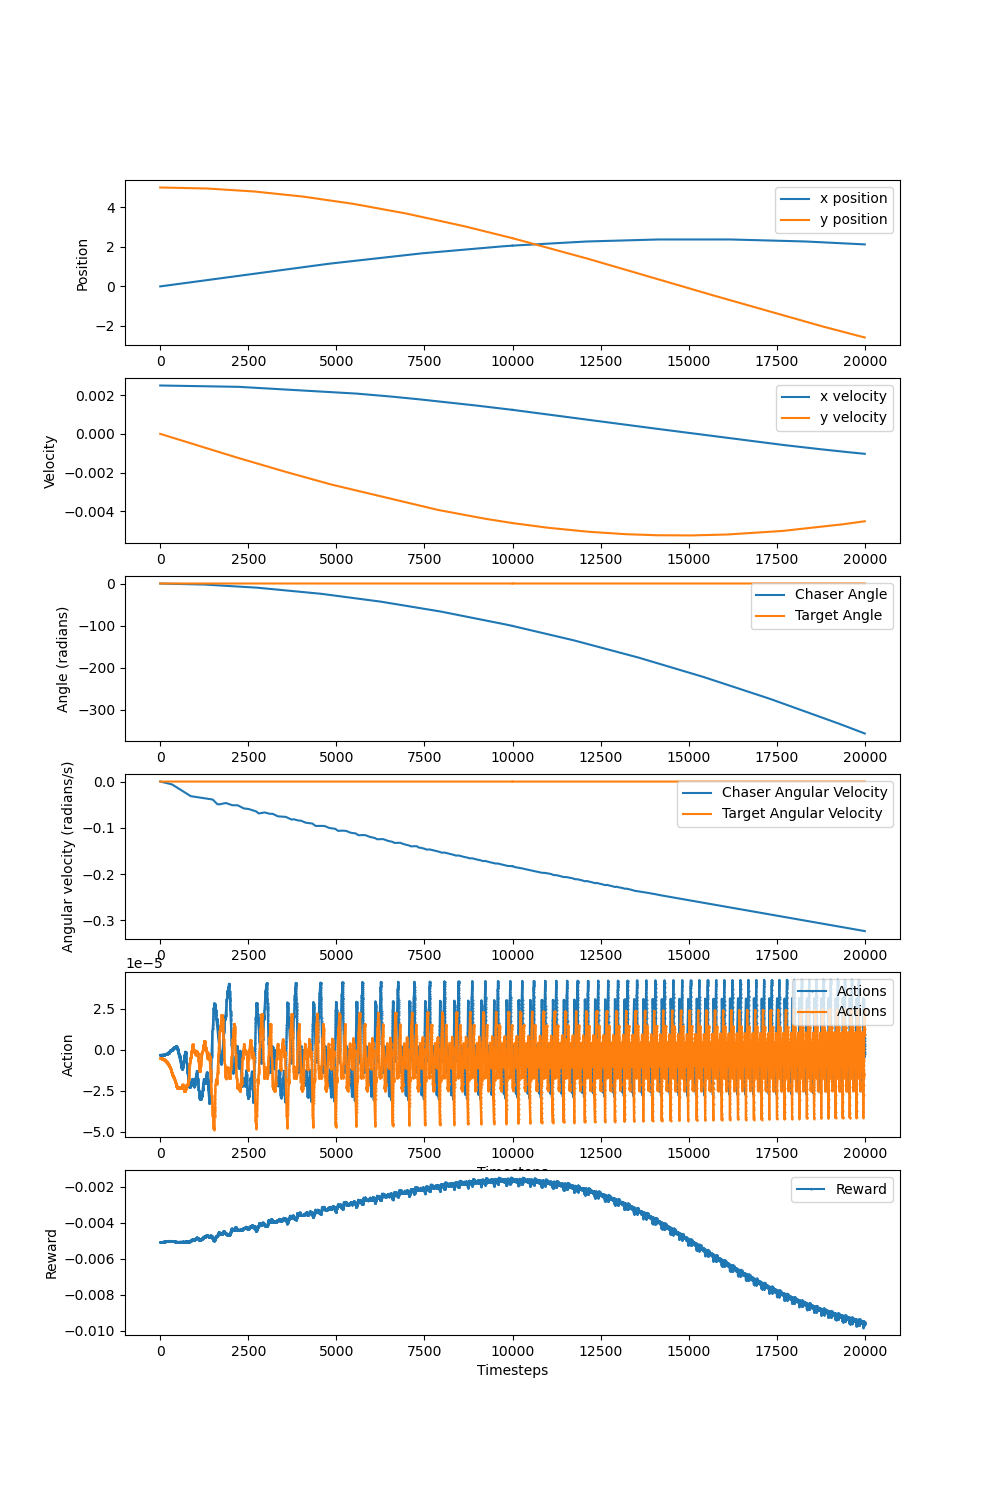 Position
4
2
0
−2
x position
y position
0 2500 5000 7500 10000 12500 15000 17500 20000
Velocity
0.002
0.000
−0.002
−0.004
x velocity
y velocity
0 2500 5000 7500 10000 12500 15000 17500 20000
Angle (radians)
0
−100
−200
−300
Chaser Angle
Target Angle
0 2500 5000 7500 10000 12500 15000 17500 20000
Angular velocity (radians/s)
0.0
−0.1
−0.2
−0.3
Chaser Angular Velocity
Target Angular Velocity
0 2500 5000 7500 10000 12500 15000 17500 20000
1e−5
Action
2.5
0.0
−2.5
−5.0
Actions
Actions
0 2500 5000 7500 10000 12500 15000 17500 20000
Timesteps
Reward
−0.002
−0.004
−0.006
−0.008
−0.010
Reward
0 2500 5000 7500 10000 12500 15000 17500 20000
Timesteps